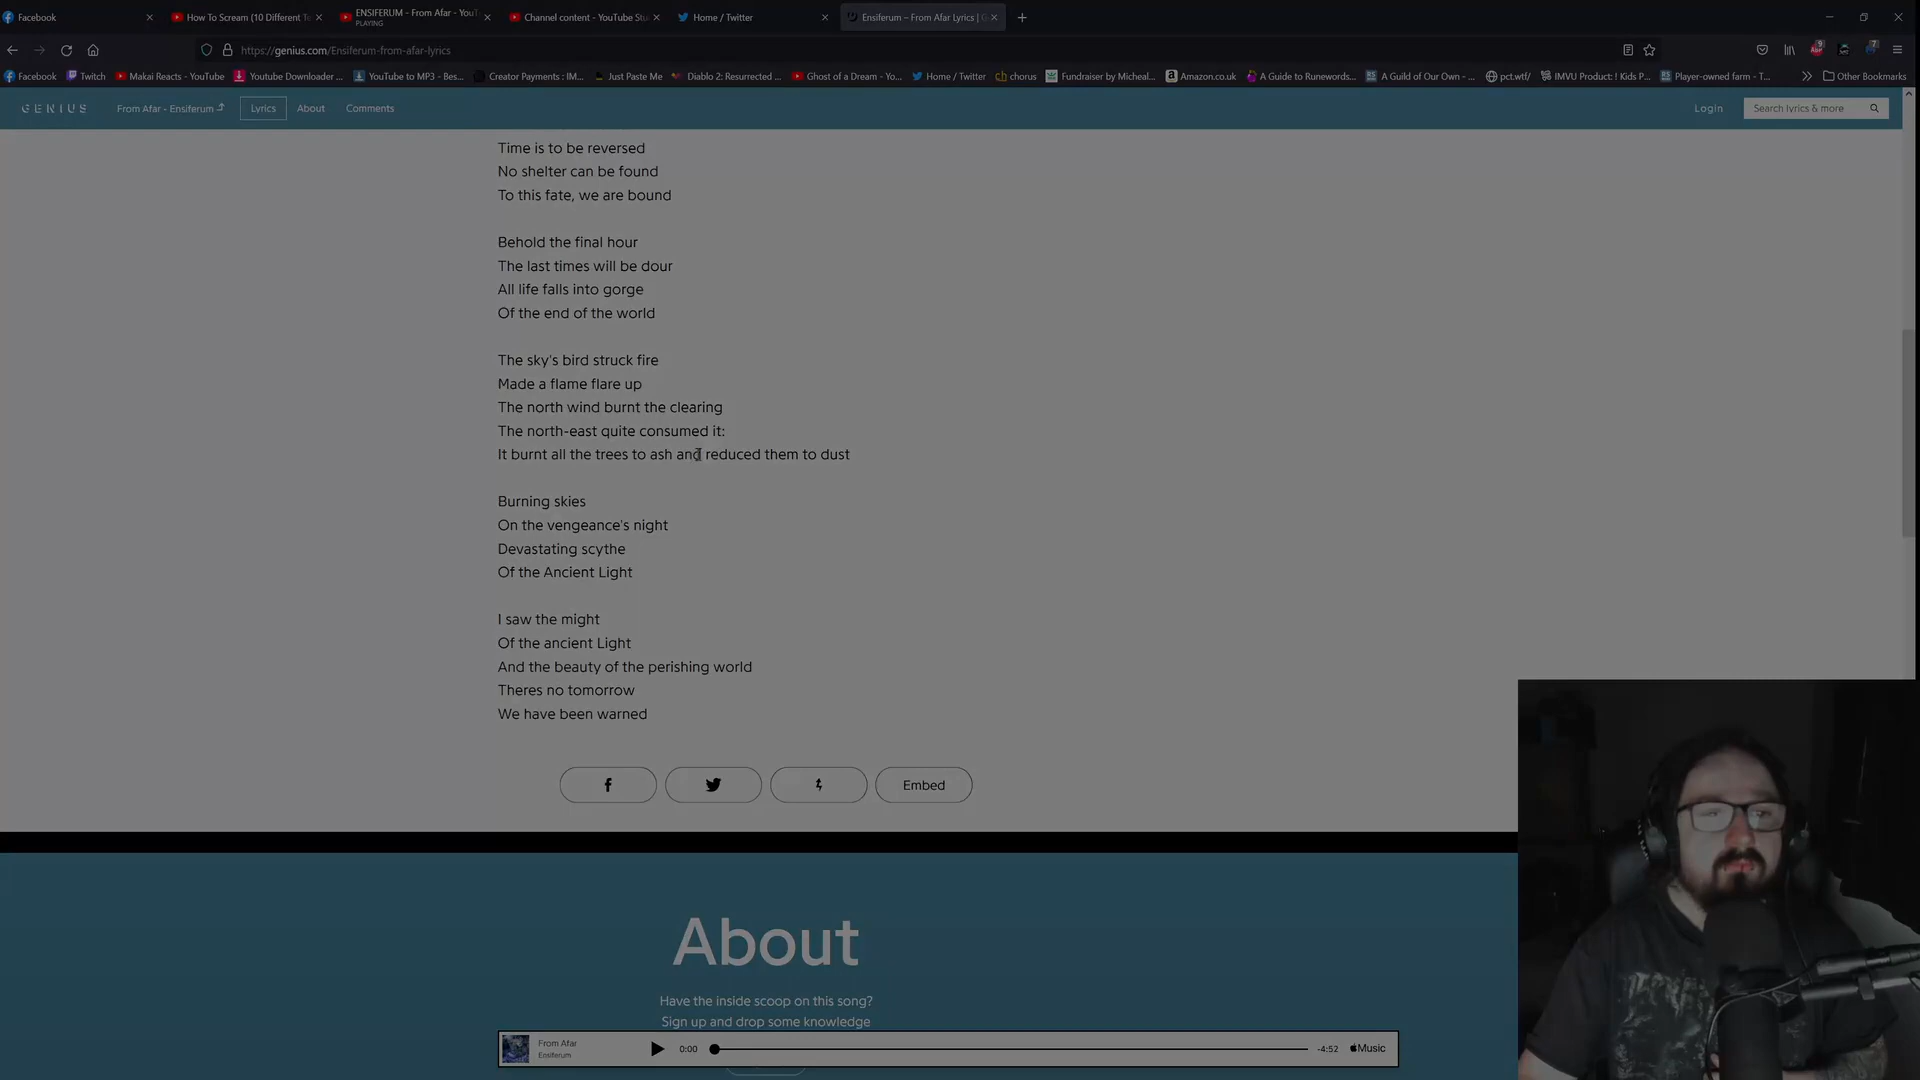 Facebook
How To Scream (10 Different T
ENSIFERUM - From Afar - YouT
PLAYING
Channel content - YouTube Stu
Home / Twitter
Ensiferum – From Afar Lyrics | G
https://genius.com/Ensiferum-from-afar-lyrics
Facebook
Twitch
Makai Reacts - YouTube
Youtube Downloader ...
YouTube to MP3 - Bes...
Creator Payments : IM...
Just Paste Me
Diablo 2: Resurrected ...
Ghost of a Dream - Yo...
Home / Twitter
chorus
Fundraiser by Micheal...
Amazon.co.uk
A Guide to Runewords...
A Guild of Our Own - ...
pct.wtf/
IMVU Product: ! Kids P...
Player-owned farm - T...
Other Bookmarks
GENIUS
From Afar - Ensiferum
Lyrics
About
Comments
Login
Search lyrics & more
Time is to be reversed
No shelter can be found
To this fate, we are bound
Behold the final hour
The last times will be dour
All life falls into gorge
Of the end of the world
The sky's bird struck fire
Made a flame flare up
The north wind burnt the clearing
The north-east quite consumed it:
It burnt all the trees to ash and reduced them to dust
Burning skies
On the vengeance's night
Devastating scythe
Of the Ancient Light
I saw the might
Of the ancient Light
And the beauty of the perishing world
Theres no tomorrow
We have been warned
Embed
About
Have the inside scoop on this song?
Sign up and drop some knowledge
From Afar
Ensiferum
0:00
-4:52
Music